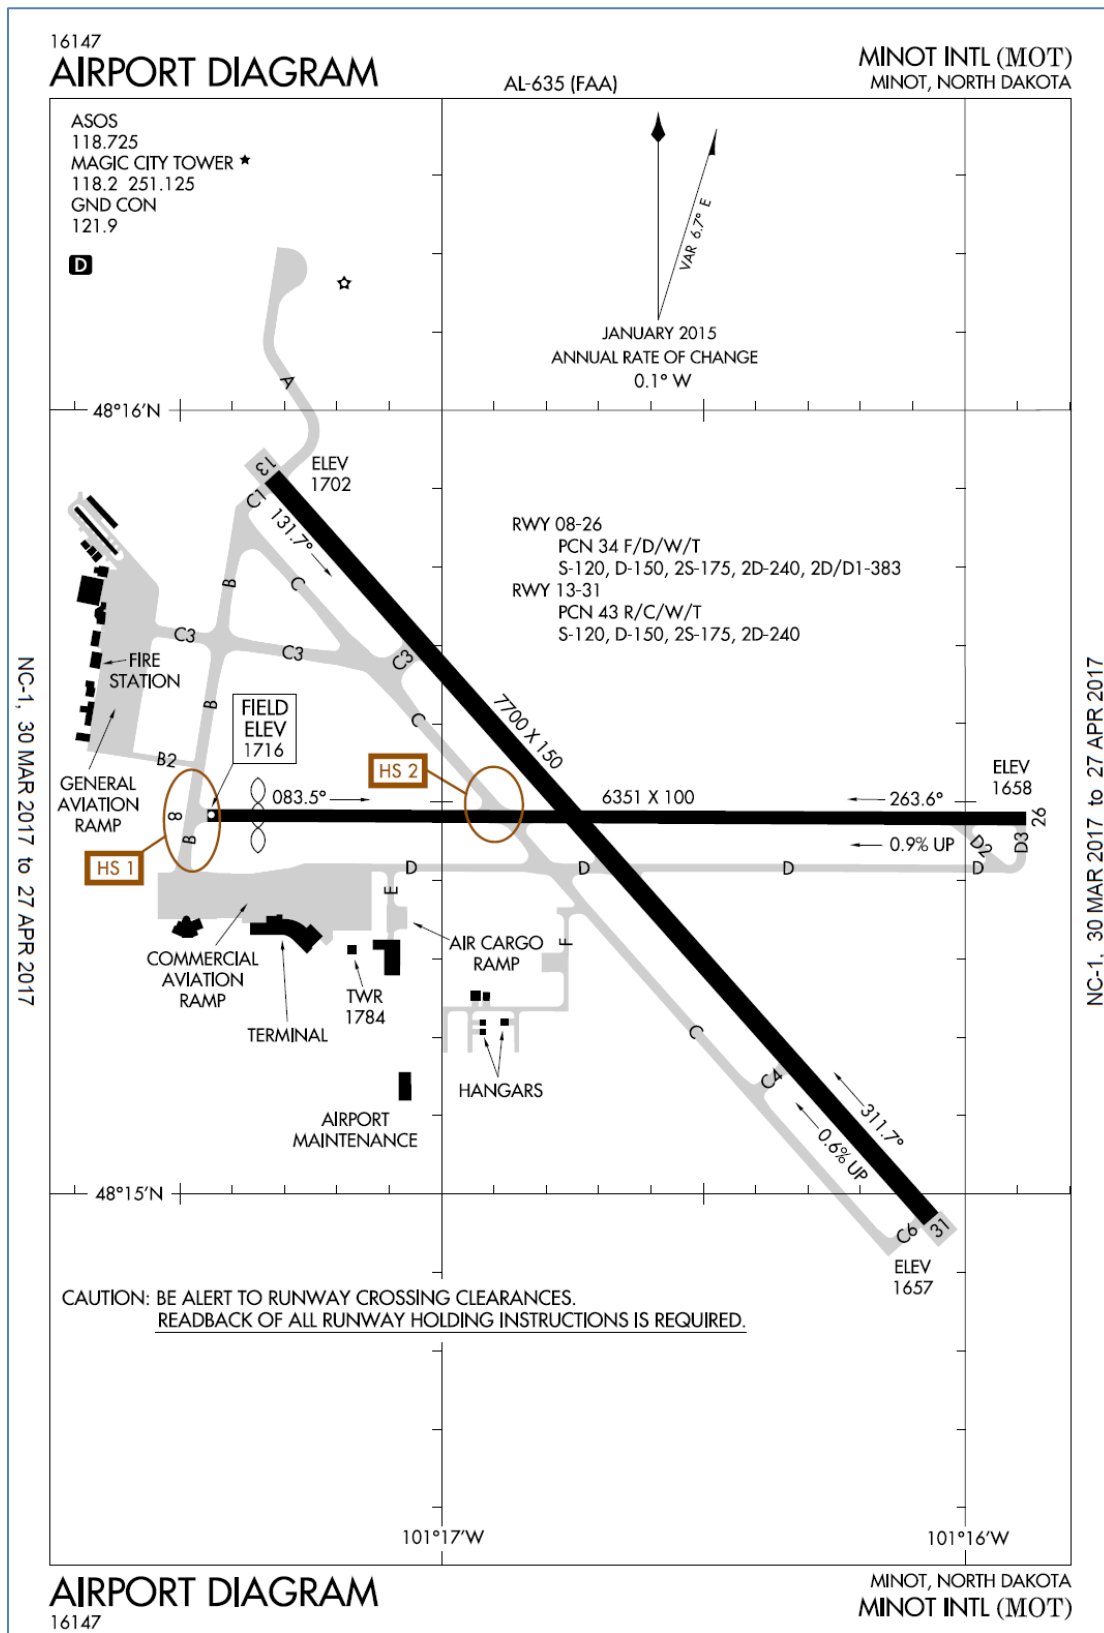 16147
AIRPORT DIAGRAM
AL-635 (FAA)
MINOT INTL (MOT)
MINOT, NORTH DAKOTA
ASOS
118.725
MAGIC CITY TOWER
118.2 251.125
GND CON
121.9
D
VAR 6.7° E
JANUARY 2015
ANNUAL RATE OF CHANGE
0.1° W
A
48°16'N
13
ELEV
1702
C1
131.7°
RWY 08-26
PCN 34 F/D/W/T
S-120, D-150, 2S-175, 2D-240, 2D/D1-383
RWY 13-31
PCN 43 R/C/W/T
S-120, D-150, 2S-175, 2D-240
B
C
C3
C3
C3
FIRE
STATION
B
FIELD
ELEV
1716
C
7700 X 150
B2
HS 2
GENERAL
AVIATION
RAMP
ELEV
1658
8
083.5°
6351 X 100
263.6°
26
B
0.9% UP
D2
D3
HS 1
D
D
D
D
E
F
COMMERCIAL
AVIATION
RAMP
AIR CARGO
RAMP
TWR
1784
TERMINAL
C
HANGARS
C4
311.7°
AIRPORT
MAINTENANCE
0.6% UP
48°15'N
C6
31
ELEV
1657
CAUTION: BE ALERT TO RUNWAY CROSSING CLEARANCES.
READBACK OF ALL RUNWAY HOLDING INSTRUCTIONS IS REQUIRED.
101°17'W
101°16'W
NC-1, 30 MAR 2017 to 27 APR 2017
NC-1, 30 MAR 2017 to 27 APR 2017
AIRPORT DIAGRAM
16147
MINOT, NORTH DAKOTA
MINOT INTL (MOT)